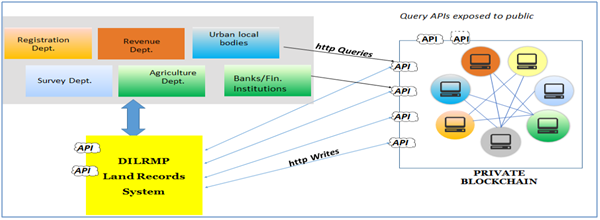 Query APIs exposed to public
Registration
Dept.
Revenue
Dept.
Urban local
bodies
Survey Dept.
Agriculture
Dept.
Banks/Fin.
Institutions
http Queries
API
API
API
API
API
API
API
API
DILRMP
Land Records
System
http Writes
PRIVATE
BLOCKCHAIN